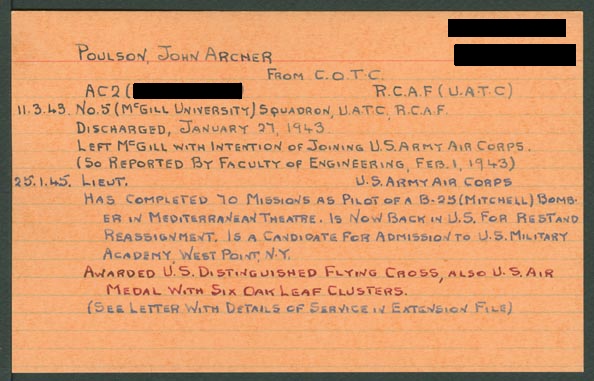 POULSON, JOHN ARCHER
FROM C.O.T.C.
AC2 ( ) R.C.A.F (U.A.T.C)
11.3.43. NO.5 (MCGILL UNIVERSITY) SQUADRON, U.A.T.C, R.C.A.F.
DISCHARGED, JANUARY 27, 1943.
LEFT MCGILL WITH INTENTION OF JOINING U.S. ARMY AIR CORPS.
(SO REPORTED BY FACULTY OF ENGINEERING, FEB. 1, 1943)
25.1.45. LIEUT. U.S. ARMY AIR CORPS
HAS COMPLETED 70 MISSIONS AS PILOT OF A B-25 (MITCHELL) BOMB-
ER IN MEDITERRANEAN THEATRE. IS NOW BACK IN U.S. FOR REST AND
REASSIGNMENT. IS A CANDIDATE FOR ADMISSION TO U.S. MILITARY
ACADEMY, WEST POINT, N.Y.
AWARDED U.S. DISTINGUISHED FLYING CROSS, ALSO U.S. AIR
MEDAL WITH SIX OAK LEAF CLUSTERS.
(SEE LETTER WITH DETAILS OF SERVICE IN EXTENSION FILE)